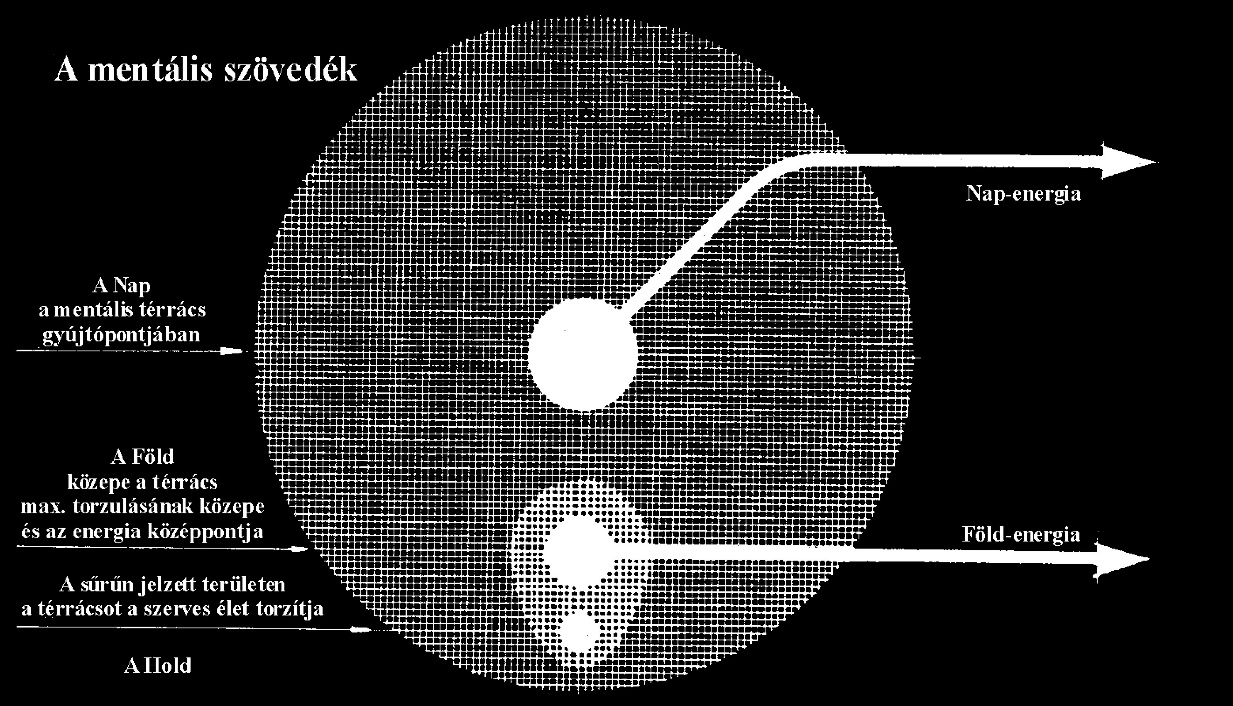 A mentális szövedék
Nap-energia
A Nap
a mentális térrács
gyújtópontjában
A Föld
közepe a térrács
max. torzulásának közepe
és az energia középpontja
Föld-energia
A sűrűn jelzett területen
a térrácsot a szerves élet torzítja
A Hold